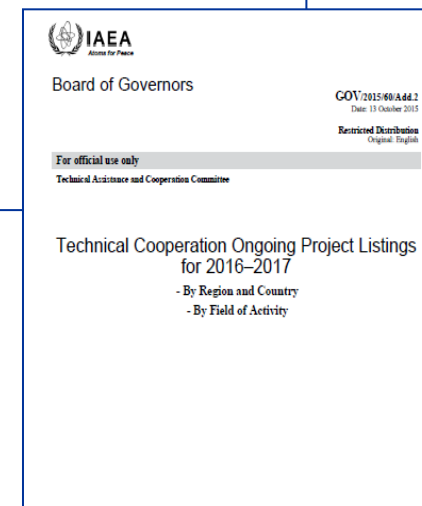 IAEA
Atoms for Peace
Board of Governors
GOV/2015/60/Add.2
Date: 13 October 2015
Restricted Distribution
Original: English
For official use only
Technical Assistance and Cooperation Committee
Technical Cooperation Ongoing Project Listings
for 2016–2017
- By Region and Country
- By Field of Activity